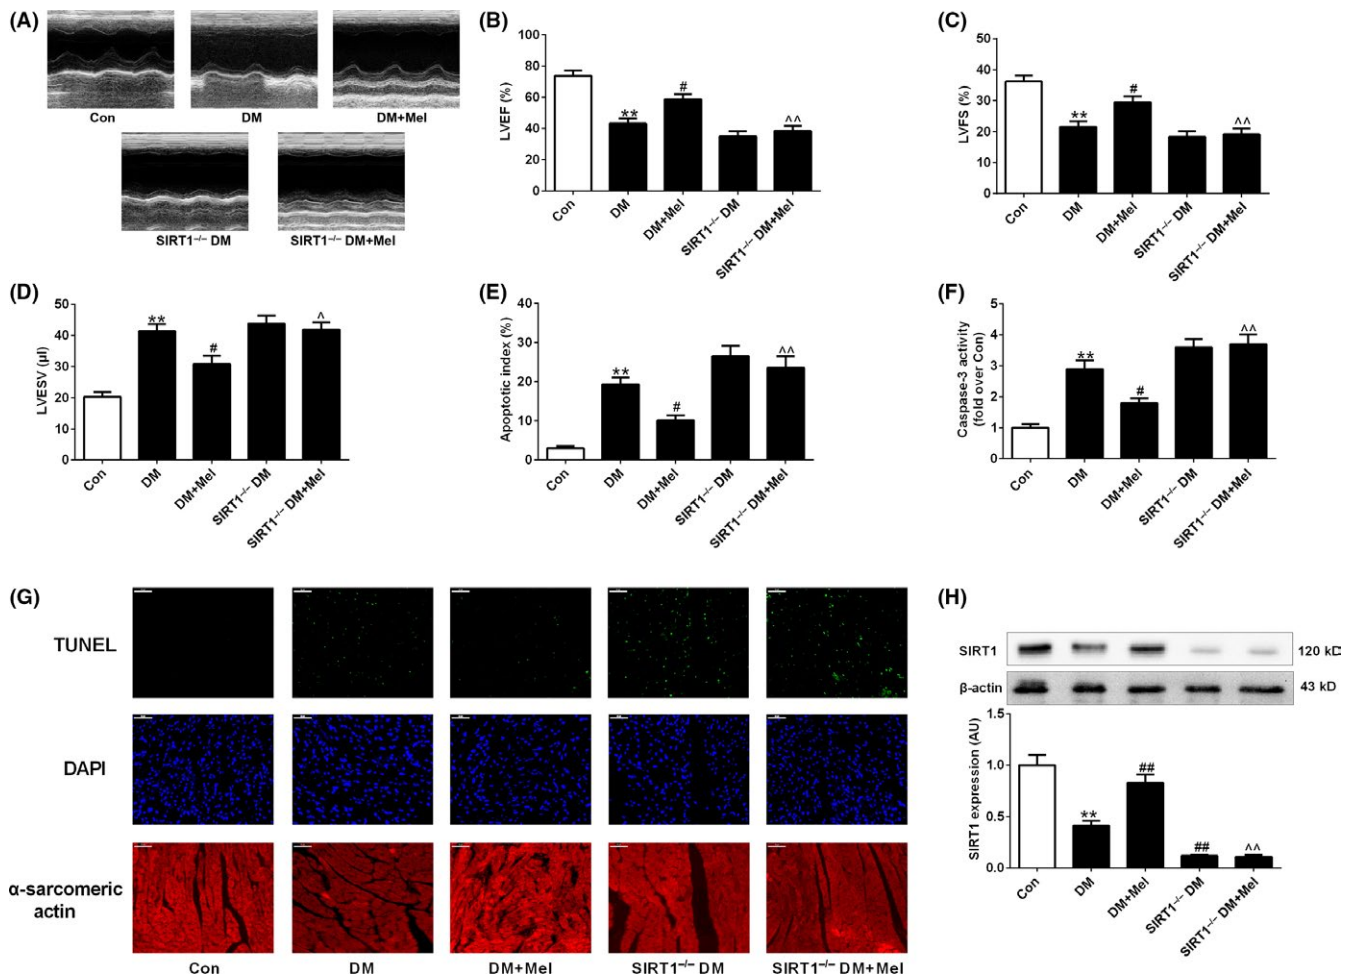 (A)
Con
DM
DM+Mel
SIRT1⁻/⁻ DM
SIRT1⁻/⁻ DM+Mel
(B)
LVEF (%)
100
80
60
40
20
0
**
#
^^
Con
DM
DM+Mel
SIRT1⁻/⁻ DM
SIRT1⁻/⁻ DM+Mel
(C)
LVFS (%)
50
40
30
20
10
0
**
#
^^
Con
DM
DM+Mel
SIRT1⁻/⁻ DM
SIRT1⁻/⁻ DM+Mel
(D)
LVESV (μl)
50
40
30
20
10
0
**
#
^
Con
DM
DM+Mel
SIRT1⁻/⁻ DM
SIRT1⁻/⁻ DM+Mel
(E)
Apoptotic index (%)
40
30
20
10
0
**
#
^^
Con
DM
DM+Mel
SIRT1⁻/⁻ DM
SIRT1⁻/⁻ DM+Mel
(F)
Caspase-3 activity
(fold over Con)
5
4
3
2
1
0
**
#
^^
Con
DM
DM+Mel
SIRT1⁻/⁻ DM
SIRT1⁻/⁻ DM+Mel
(G)
TUNEL
DAPI
α-sarcomeric
actin
Con
DM
DM+Mel
SIRT1⁻/⁻ DM
SIRT1⁻/⁻ DM+Mel
(H)
SIRT1
120 kD
β-actin
43 kD
SIRT1 expression (AU)
1.5
1.0
0.5
0.0
**
##
##
^^
Con
DM
DM+Mel
SIRT1⁻/⁻ DM
SIRT1⁻/⁻ DM+Mel